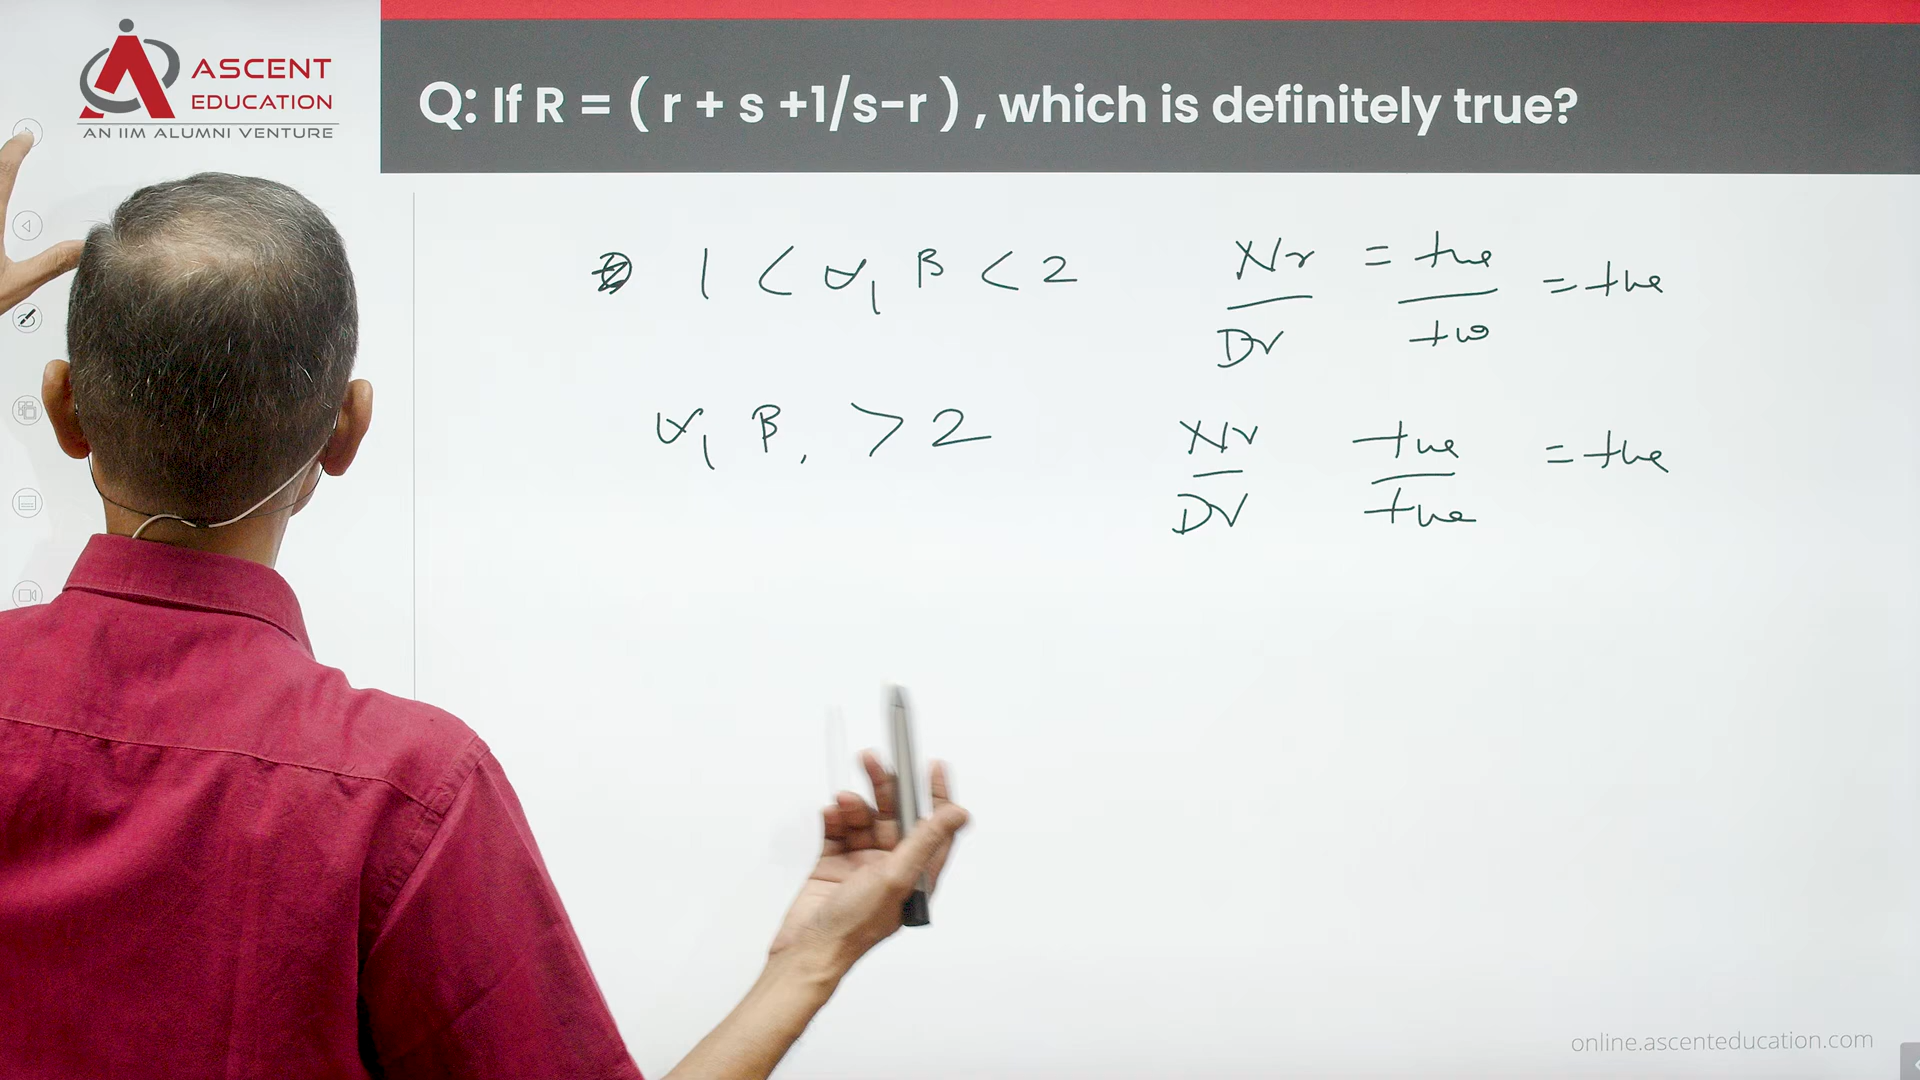 ASCENT
EDUCATION
AN IIM ALUMNI VENTURE
Q: If R = ( r + s +1/s-r ) , which is definitely true?
1 < α, β < 2
Nr = +ve = +ve
Dr +ve
α, β, > 2
Nr +ve = +ve
Dr +ve
online.ascenteducation.com